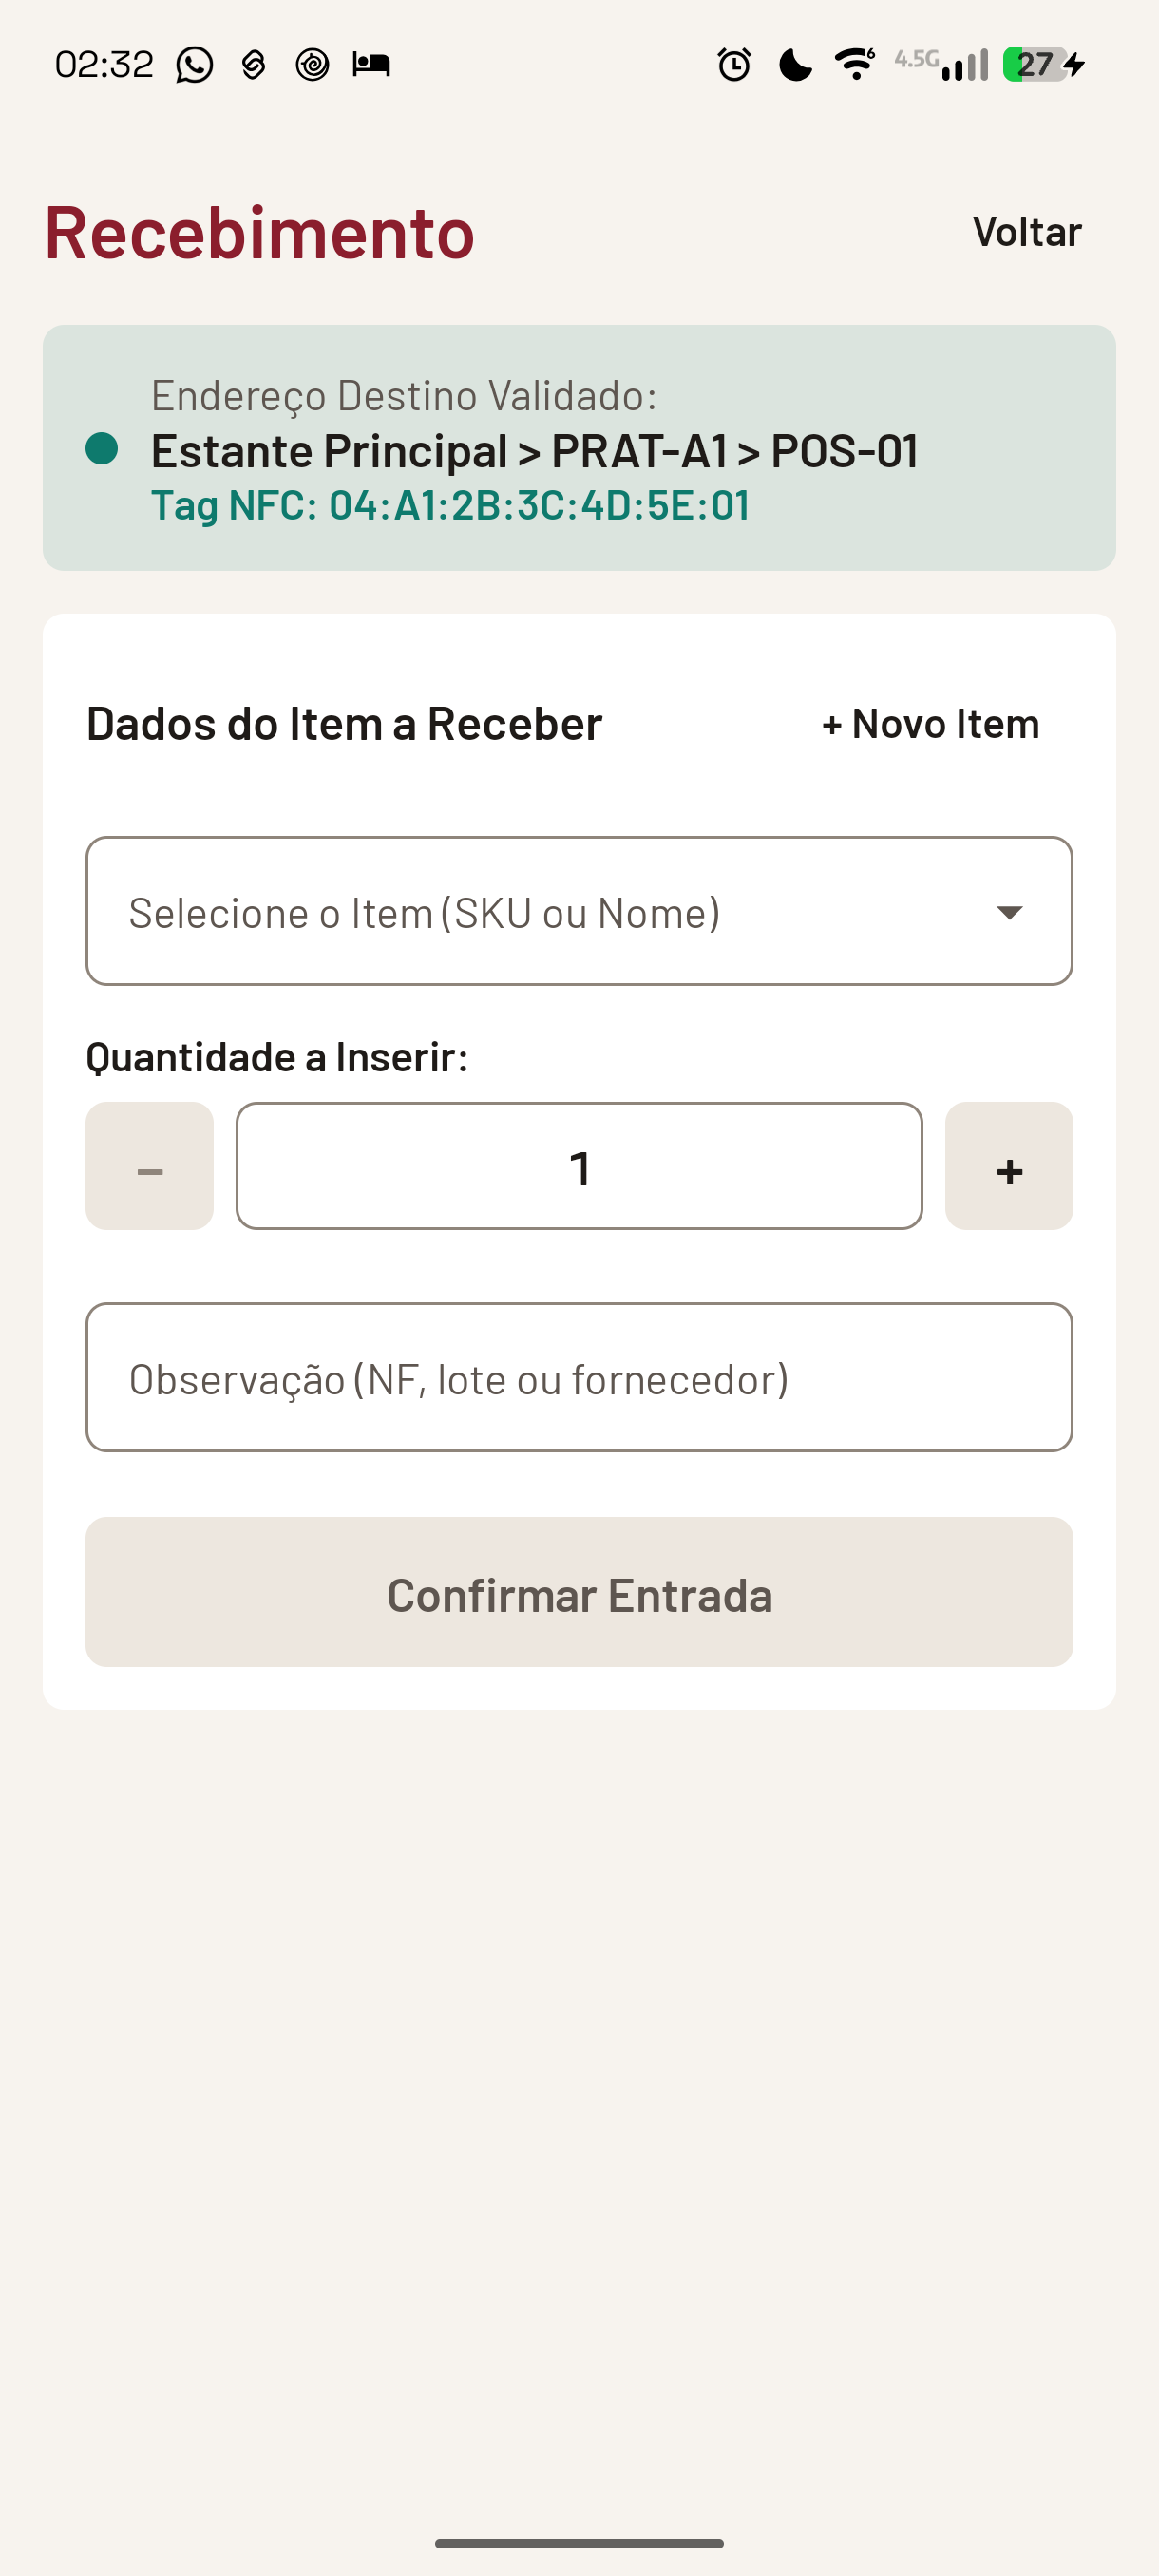 02:32
4.5G
27
Recebimento
Voltar
Endereço Destino Validado:
Estante Principal > PRAT-A1 > POS-01
Tag NFC: 04:A1:2B:3C:4D:5E:01
Dados do Item a Receber
+ Novo Item
Selecione o Item (SKU ou Nome)
Quantidade a Inserir:
− 1 +
Observação (NF, lote ou fornecedor)
Confirmar Entrada